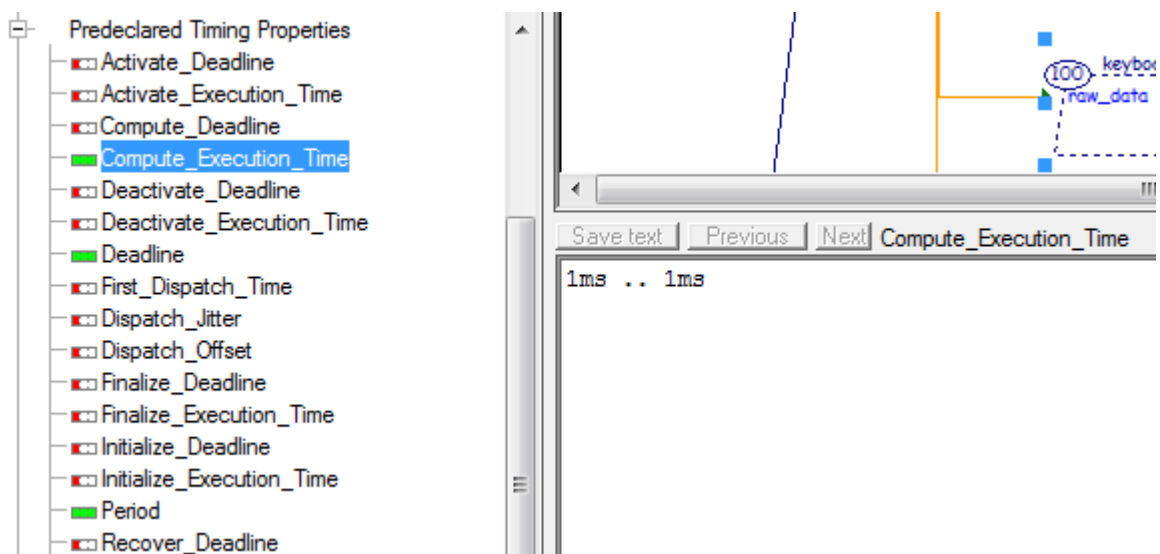 Predeclared Timing Properties
Activate_Deadline
Activate_Execution_Time
Compute_Deadline
Compute_Execution_Time
Deactivate_Deadline
Deactivate_Execution_Time
Deadline
First_Dispatch_Time
Dispatch_Jitter
Dispatch_Offset
Finalize_Deadline
Finalize_Execution_Time
Initialize_Deadline
Initialize_Execution_Time
Period
Recover_Deadline
100
raw_data
Save text Previous Next Compute_Execution_Time
1ms .. 1ms